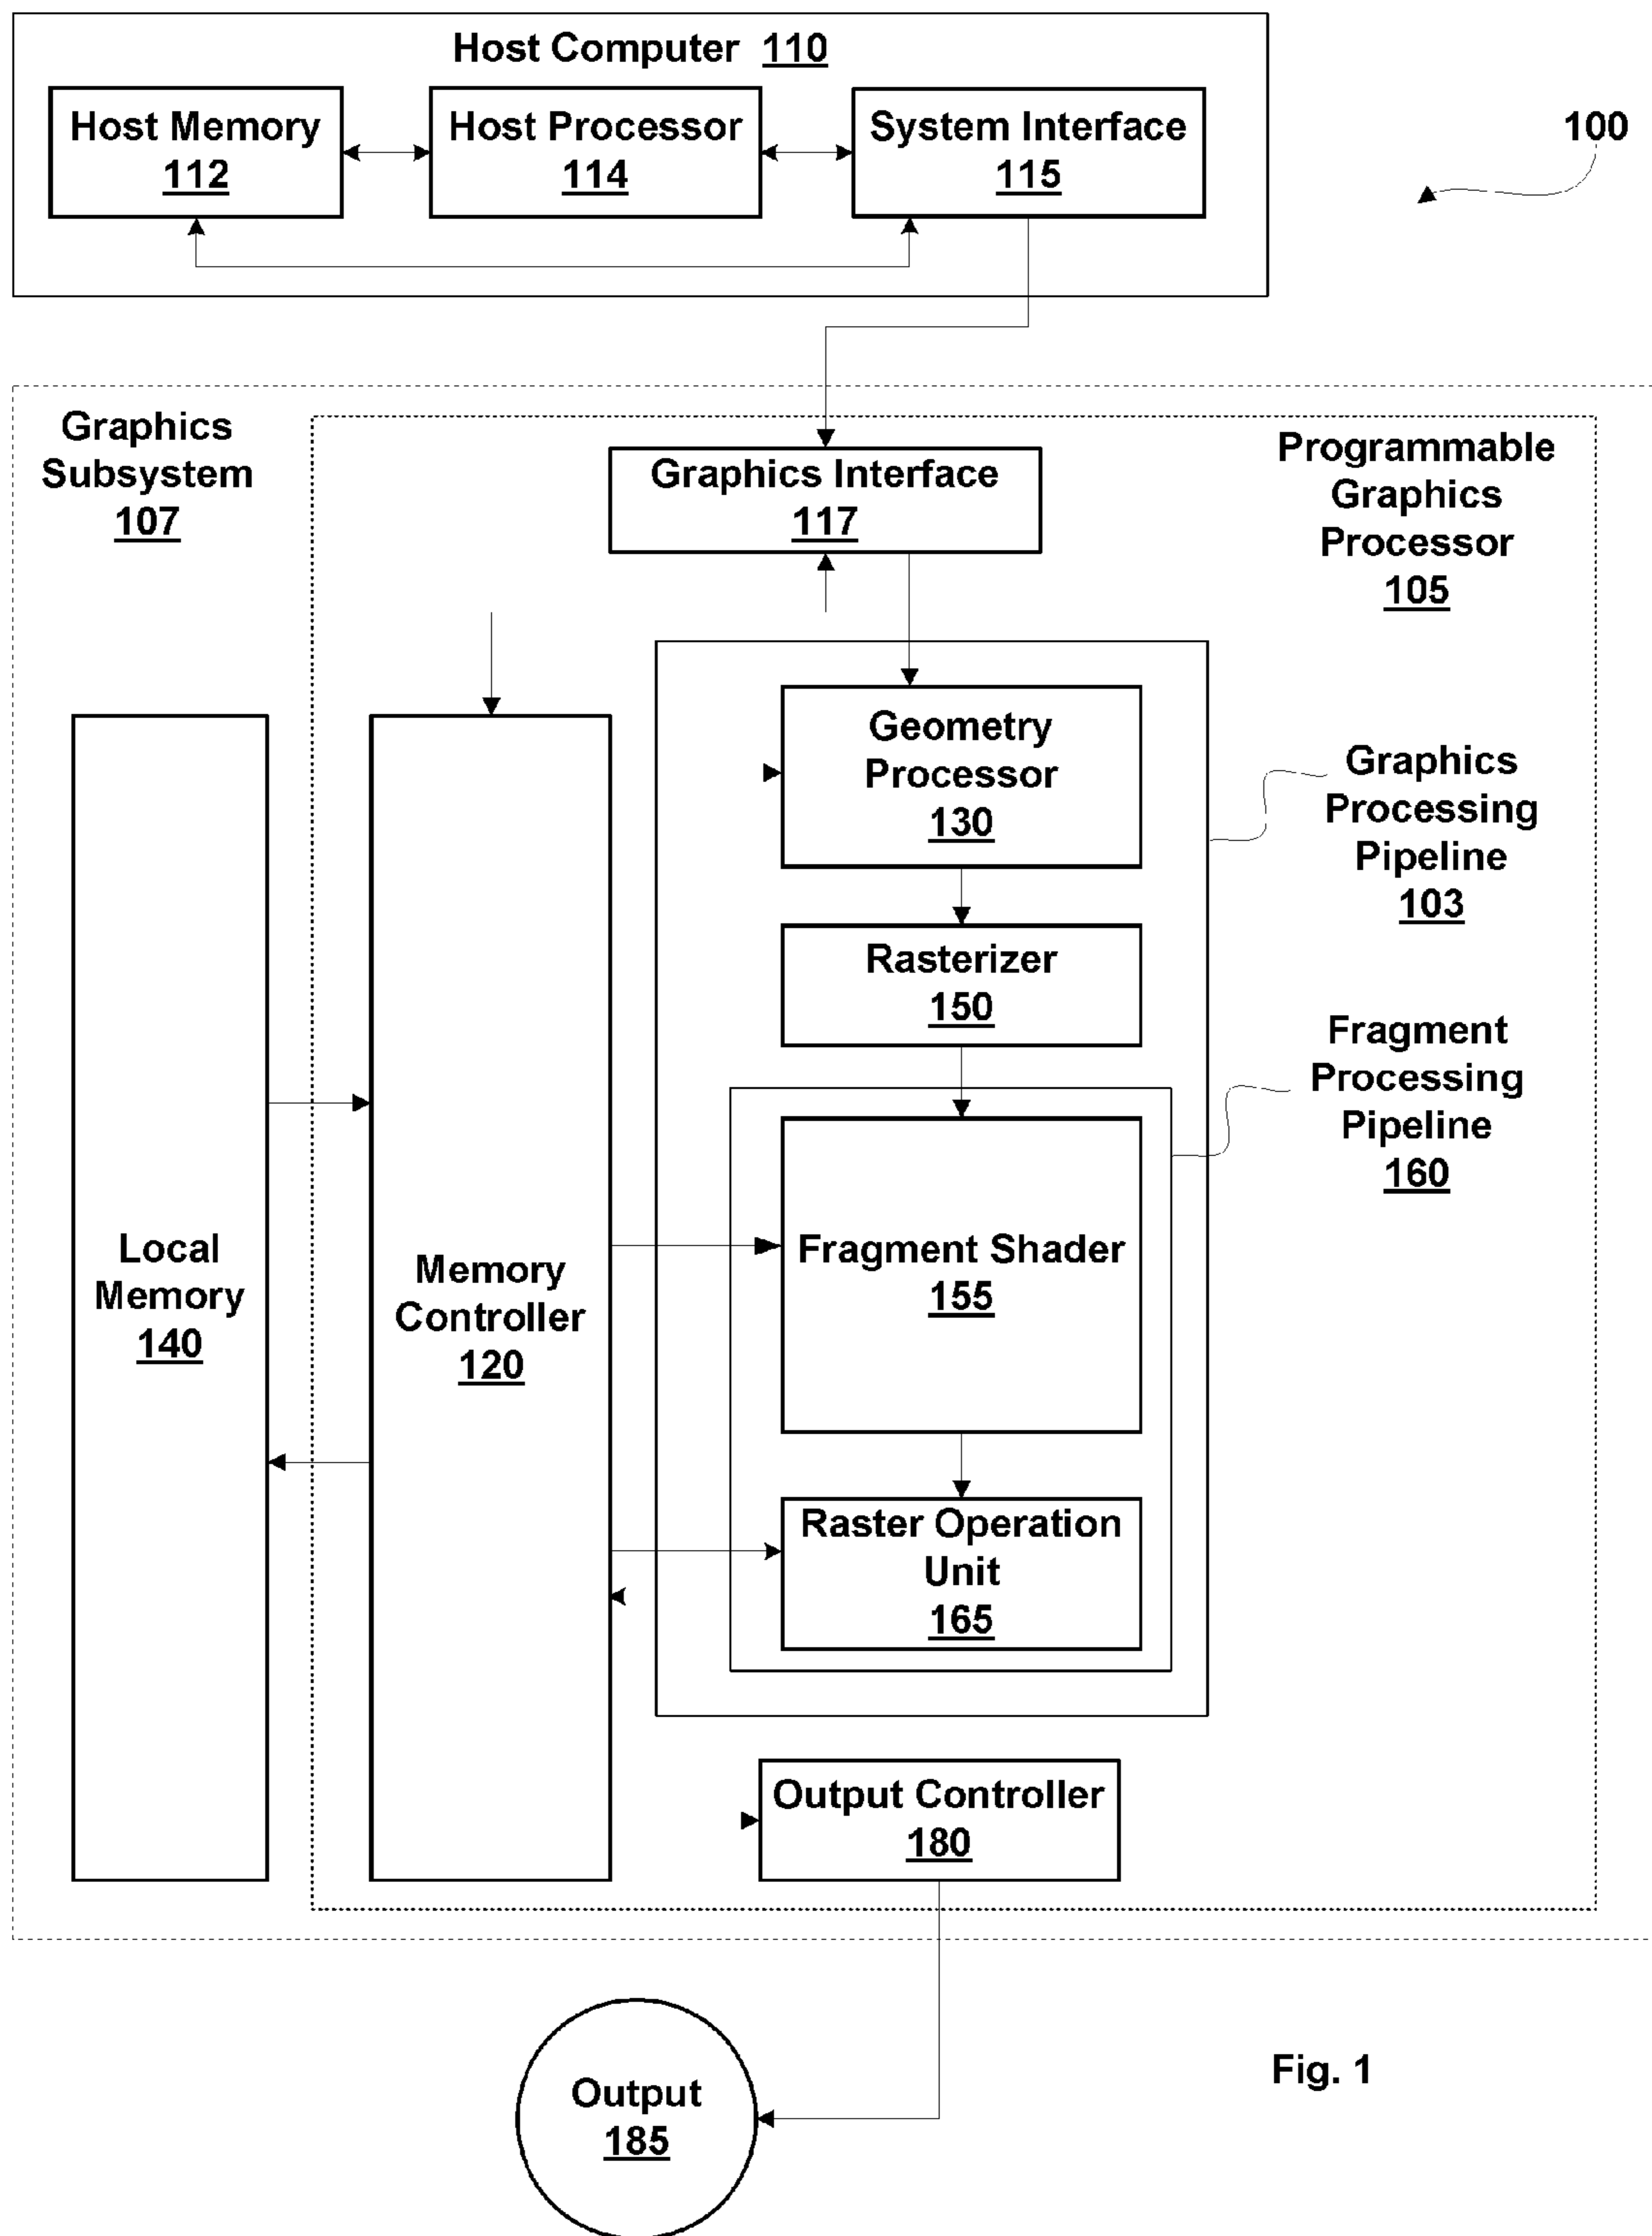 Host Computer 110
Host Memory
112
Host Processor
114
System Interface
115
100
Graphics
Subsystem
107
Graphics Interface
117
Programmable
Graphics
Processor
105
Geometry
Processor
130
Graphics
Processing
Pipeline
103
Rasterizer
150
Fragment
Processing
Pipeline
160
Local
Memory
140
Memory
Controller
120
Fragment Shader
155
Raster Operation
Unit
165
Output Controller
180
Output
185
Fig. 1